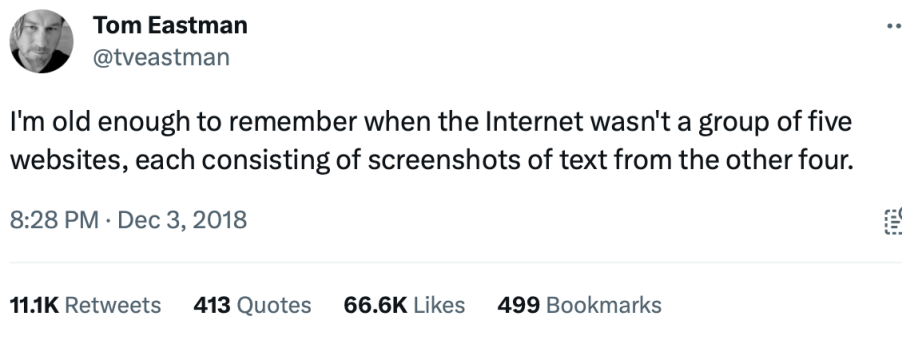 Tom Eastman
@tveastman
I'm old enough to remember when the Internet wasn't a group of five
websites, each consisting of screenshots of text from the other four.
8:28 PM · Dec 3, 2018
11.1K Retweets 413 Quotes 66.6K Likes 499 Bookmarks